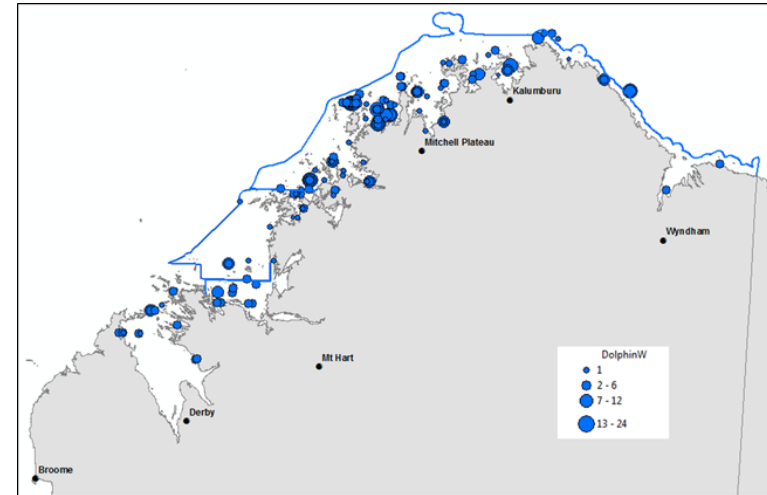 Kalumburu
Mitchell Plateau
Wyndham
Mt Hart
Derby
Broome
DolphinW
1
2 - 6
7 - 12
13 - 24